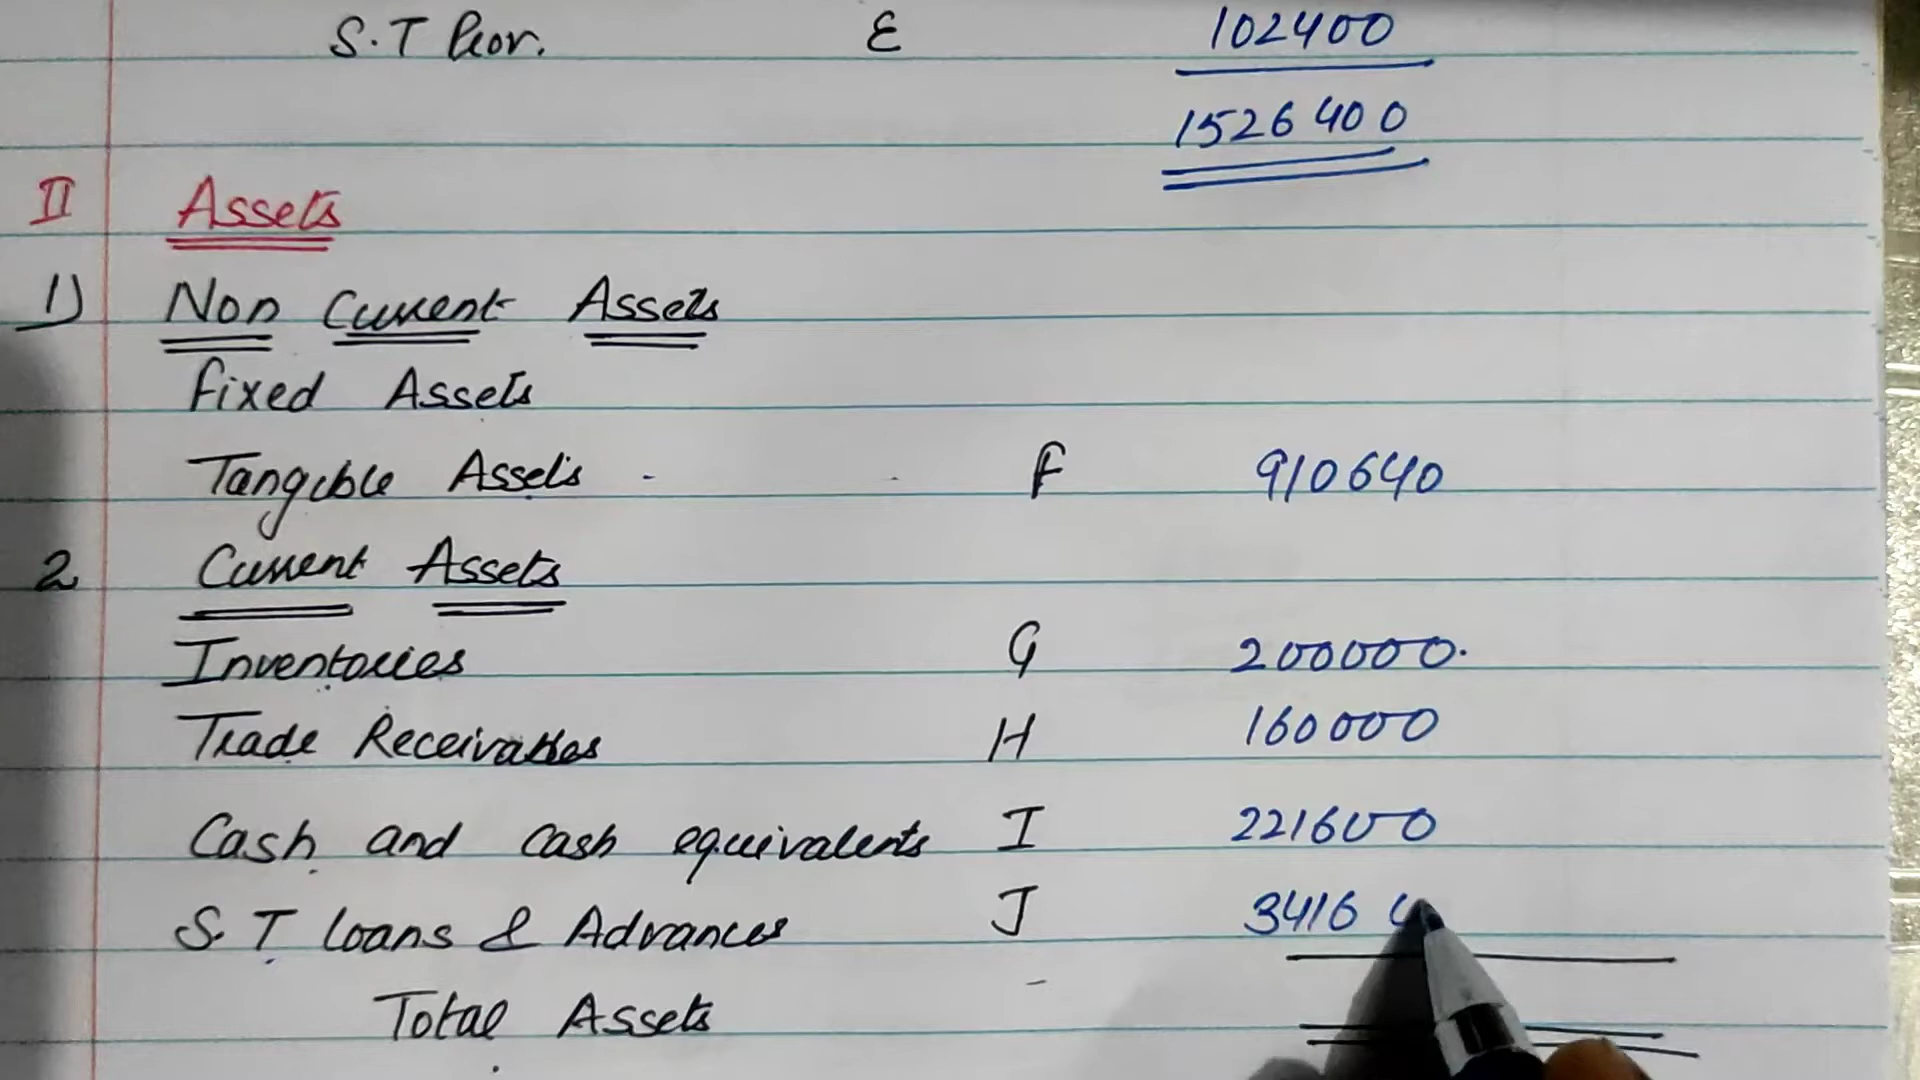 S.T Prov. E 102400
1526400
II Assets
1) Non Current Assets
Fixed Assets
Tangible Assets - F 910640
2 Current Assets
Inventories G 200000.
Trade Receivables H 160000
Cash and cash equivalents I 221600
S.T loans & Advances J 3416
Total Assets